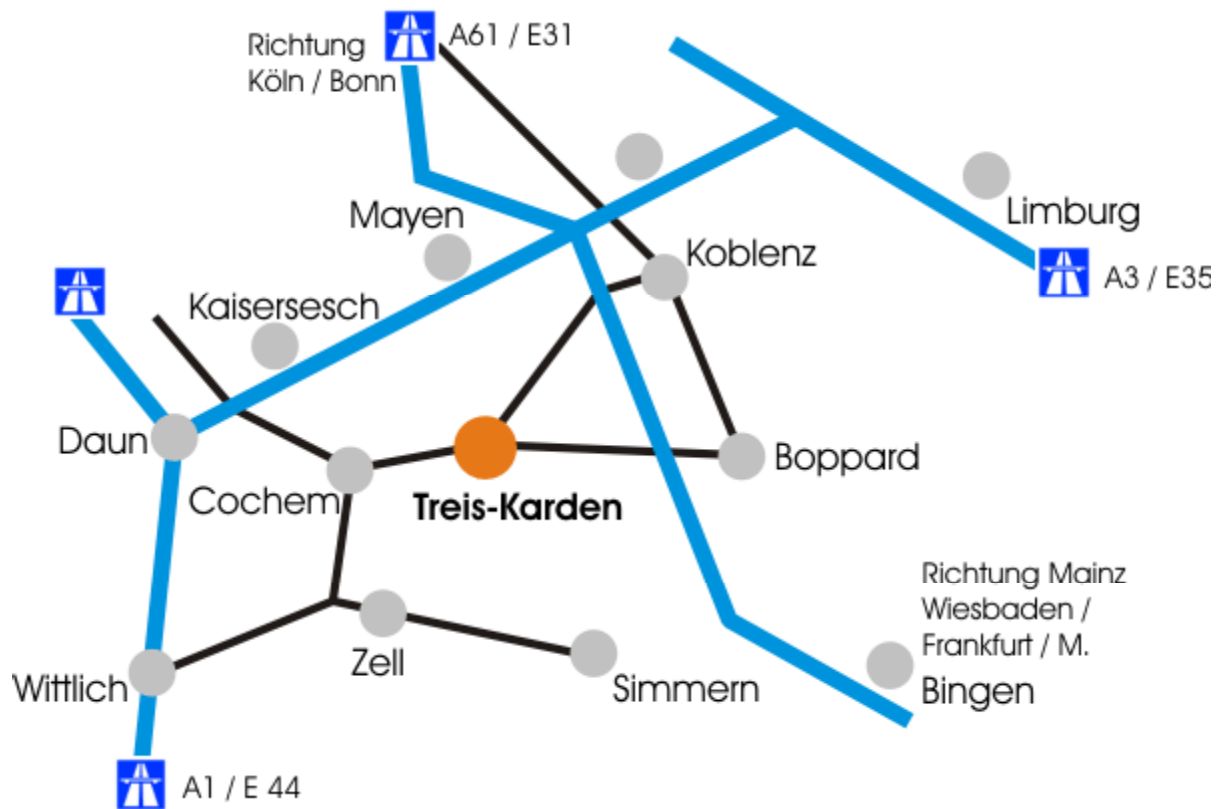 A61 / E31
Richtung
Köln / Bonn
Mayen
Limburg
Koblenz
A3 / E35
Kaisersesch
Daun
Boppard
Cochem
Treis-Karden
Richtung Mainz
Wiesbaden /
Frankfurt / M.
Zell
Wittlich
Simmern
Bingen
A1 / E 44